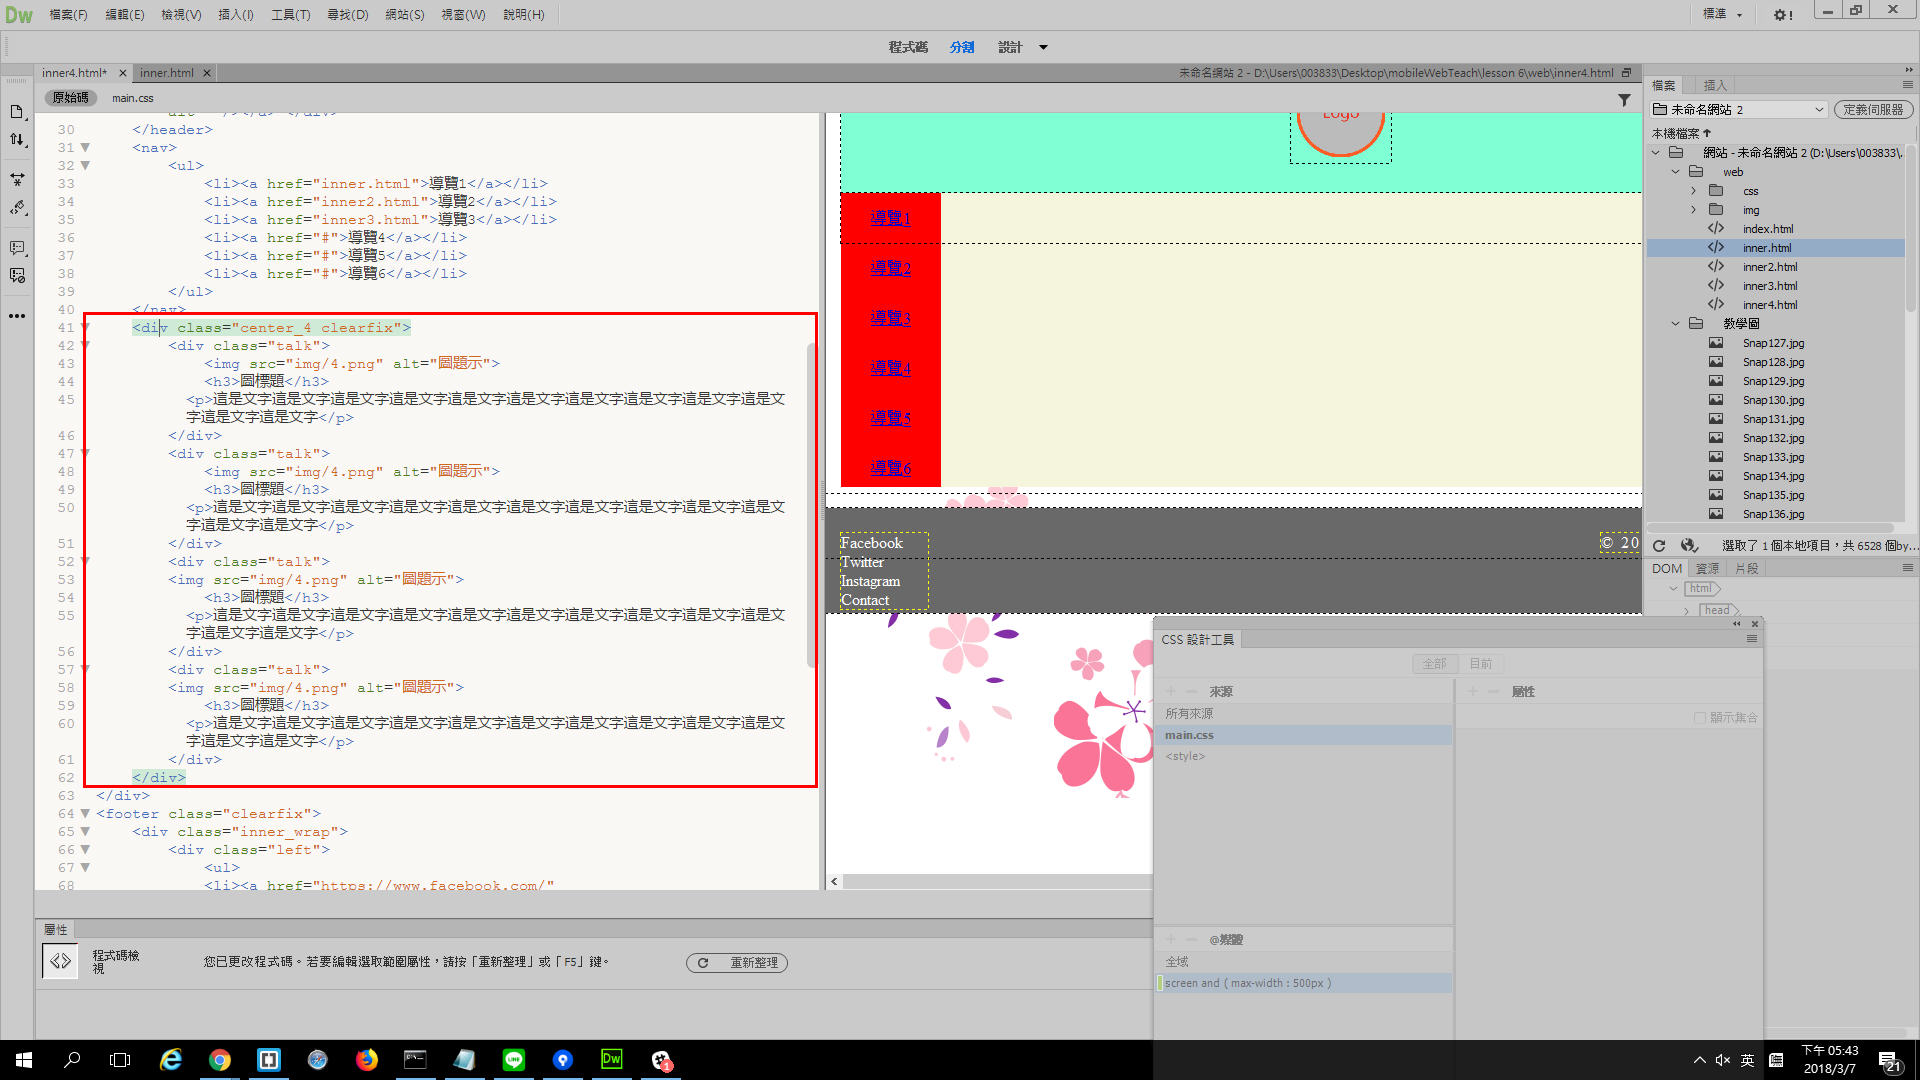 Dw 檔案(F) 編輯(E) 檢視(V) 插入(I) 工具(T) 尋找(D) 網站(S) 視窗(W) 說明(H) 標準
程式碼 分割 設計
inner4.html* inner.html 未命名網站 2 - D:\Users\003833\Desktop\mobileWebTeach\lesson 6\web\inner4.html
原始碼 main.css
30 </header>
31 <nav>
32 <ul>
33 <li><a href="inner.html">導覽1</a></li>
34 <li><a href="inner2.html">導覽2</a></li>
35 <li><a href="inner3.html">導覽3</a></li>
36 <li><a href="#">導覽4</a></li>
37 <li><a href="#">導覽5</a></li>
38 <li><a href="#">導覽6</a></li>
39 </ul>
40 </nav>
41 <div class="center_4 clearfix">
42 <div class="talk">
43 <img src="img/4.png" alt="圖題示">
44 <h3>圖標題</h3>
45 <p>這是文字這是文字這是文字這是文字這是文字這是文字這是文字這是文字這是文字這是文
字這是文字這是文字</p>
46 </div>
47 <div class="talk">
48 <img src="img/4.png" alt="圖題示">
49 <h3>圖標題</h3>
50 <p>這是文字這是文字這是文字這是文字這是文字這是文字這是文字這是文字這是文字這是文
字這是文字這是文字</p>
51 </div>
52 <div class="talk">
53 <img src="img/4.png" alt="圖題示">
54 <h3>圖標題</h3>
55 <p>這是文字這是文字這是文字這是文字這是文字這是文字這是文字這是文字這是文字這是文
字這是文字這是文字</p>
56 </div>
57 <div class="talk">
58 <img src="img/4.png" alt="圖題示">
59 <h3>圖標題</h3>
60 <p>這是文字這是文字這是文字這是文字這是文字這是文字這是文字這是文字這是文字這是文
字這是文字這是文字</p>
61 </div>
62 </div>
63 </div>
64 <footer class="clearfix">
65 <div class="inner_wrap">
66 <div class="left">
67 <ul>
68 <li><a href="https://www.facebook.com/"
Logo
導覽1
導覽2
導覽3
導覽4
導覽5
導覽6
Facebook
Twitter
Instagram
Contact
© 20
檔案 插入
未命名網站 2 定義伺服器
本機檔案
網站 - 未命名網站 2 (D:\Users\003833\,
web
css
img
index.html
inner.html
inner2.html
inner3.html
inner4.html
教學圖
Snap127.jpg
Snap128.jpg
Snap129.jpg
Snap130.jpg
Snap131.jpg
Snap132.jpg
Snap133.jpg
Snap134.jpg
Snap135.jpg
Snap136.jpg
選取了 1 個本地項目，共 6528 個by...
DOM 資源 片段
html
head
CSS 設計工具
全部 目前
來源 屬性
所有來源 顯示集合
main.css
<style>
@媒體
全域
screen and ( max-width : 500px )
屬性
程式碼檢
視
您已更改程式碼。若要編輯選取範圍屬性，請按「重新整理」或「F5」鍵。 重新整理
Dw LINE 1
英
下午 05:43
2018/3/7
21